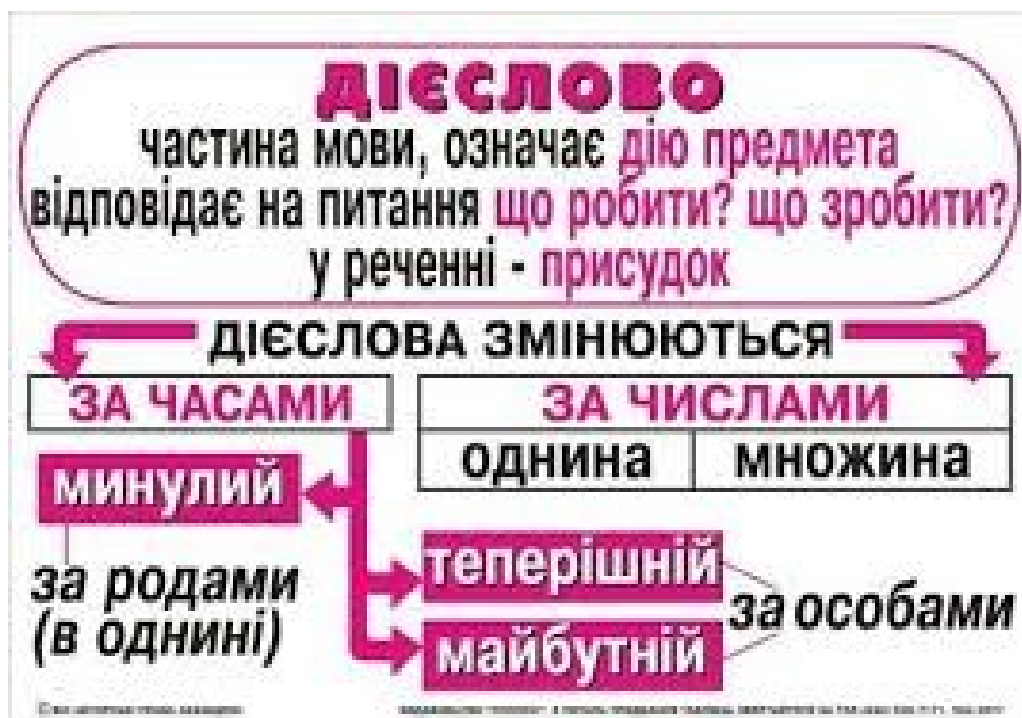 ДІЄСЛОВО
частина мови, означає дію предмета
відповідає на питання що робити? що зробити?
у реченні - присудок
ДІЄСЛОВА ЗМІНЮЮТЬСЯ
ЗА ЧАСАМИ
ЗА ЧИСЛАМИ
однина множина
минулий
за родами
(в однині)
теперішній
майбутній
за особами